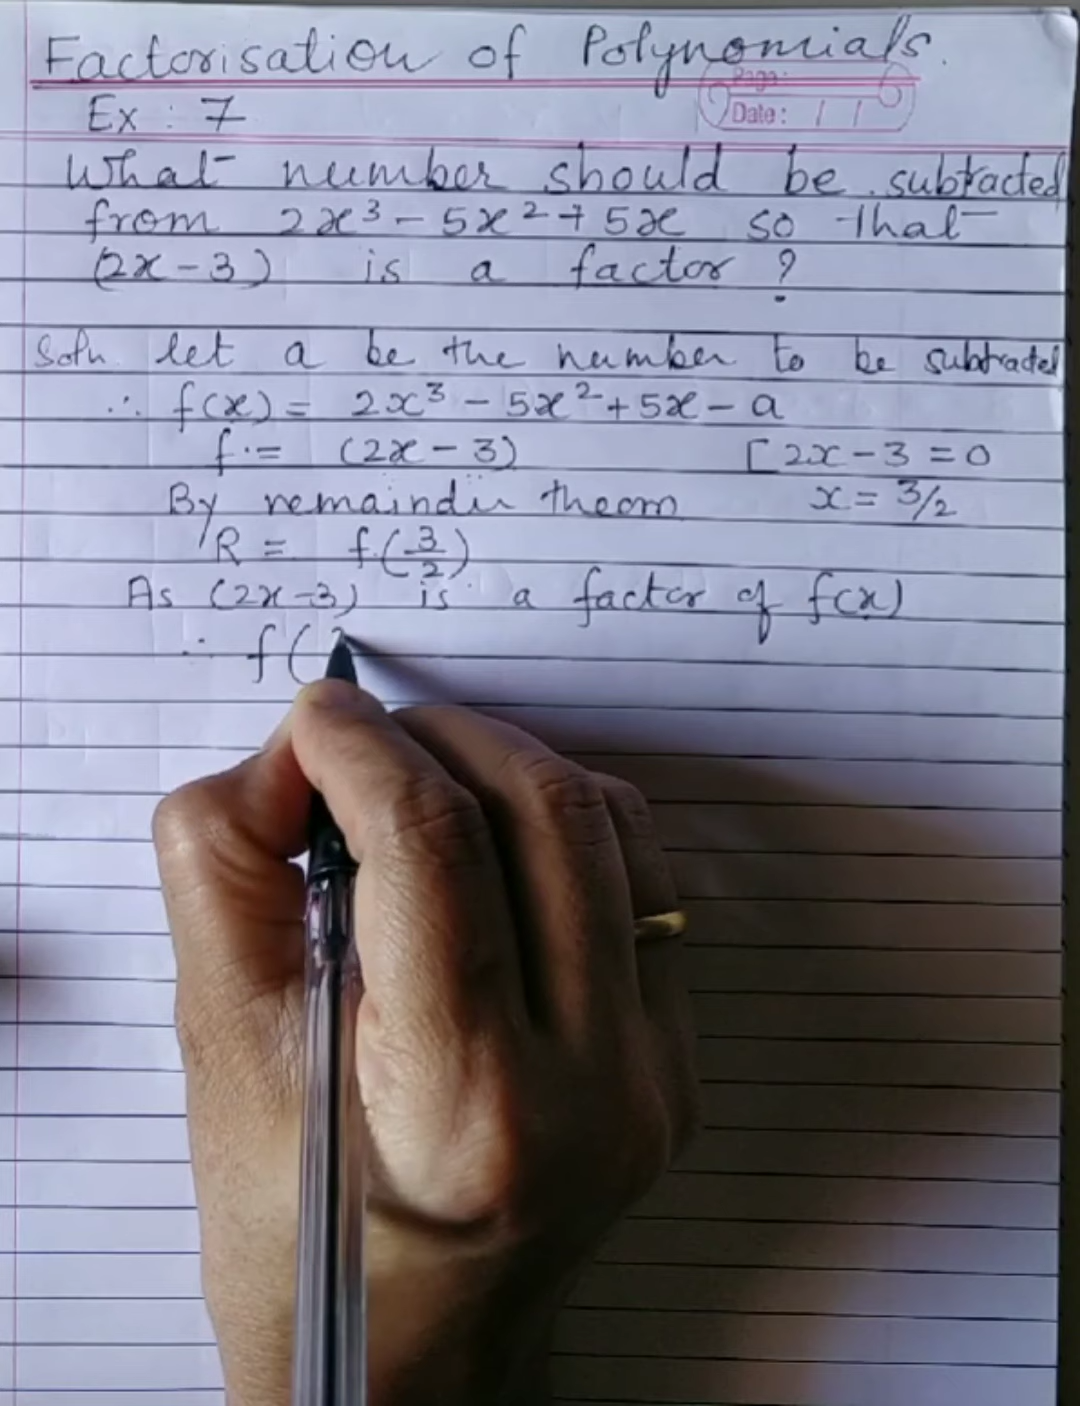 Factorisation of Polynomials.
Page:
Date: / /
Ex : 7
What number should be subtracted
from 2x³ - 5x² + 5x so that
(2x - 3) is a factor ?
Soln. let a be the number to be subtracted
∴ f(x) = 2x³ - 5x² + 5x - a
f. = (2x - 3) [2x - 3 = 0
By remainder theom x = 3/2
R = f(3/2)
As (2x-3) is a factor of f(x)
∴ f(